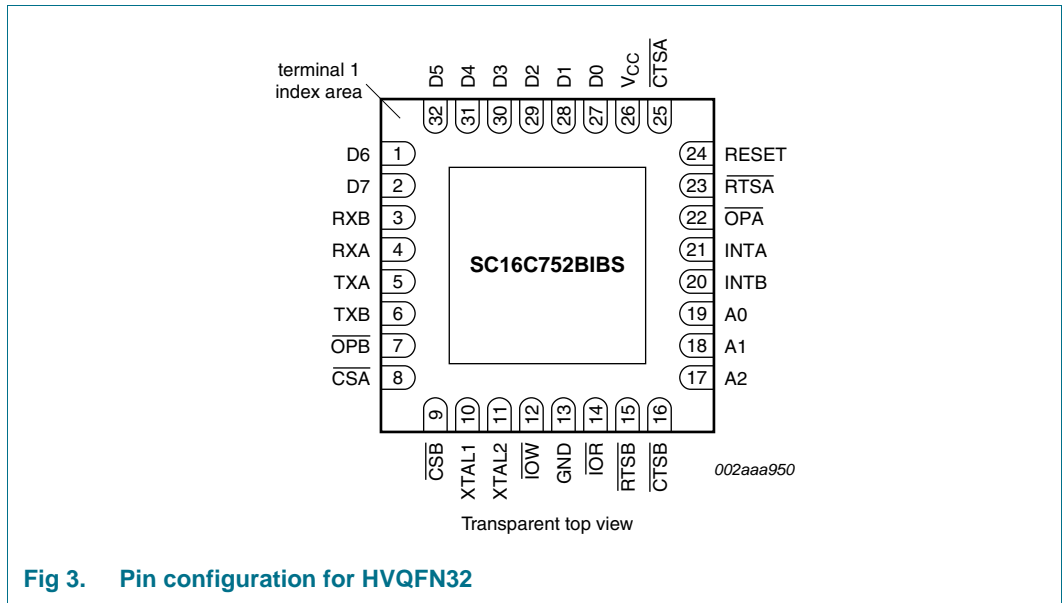 terminal 1
index area
D5
D4
D3
D2
D1
D0
VCC
CTSA
32
31
30
29
28
27
26
25
D6 1
D7 2
RXB 3
RXA 4
TXA 5
TXB 6
OPB 7
CSA 8
SC16C752BIBS
24 RESET
23 RTSA
22 OPA
21 INTA
20 INTB
19 A0
18 A1
17 A2
9
10
11
12
13
14
15
16
CSB
XTAL1
XTAL2
IOW
GND
IOR
RTSB
CTSB
002aaa950
Transparent top view
Fig 3. Pin configuration for HVQFN32